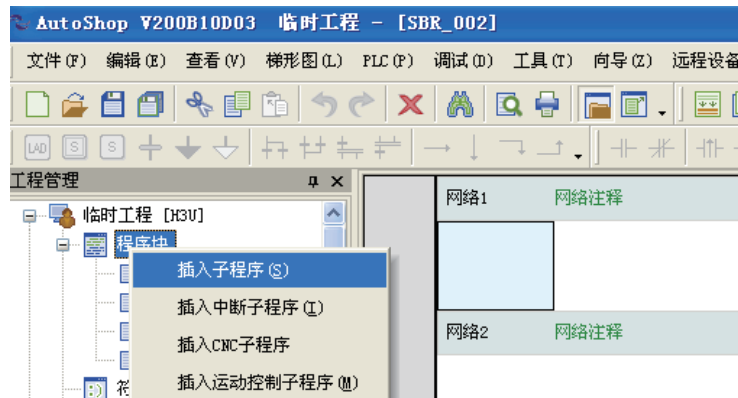 AutoShop V200B10D03 临时工程 - [SBR_002]
文件(F) 编辑(E) 查看(V) 梯形图(L) PLC(P) 调试(D) 工具(T) 向导(Z) 远程设备
LAD S S
工程管理
网络1 网络注释
临时工程 [H3U]
程序块
插入子程序(S)
插入中断子程序(I)
网络2 网络注释
插入CNC子程序
插入运动控制子程序(M)
符